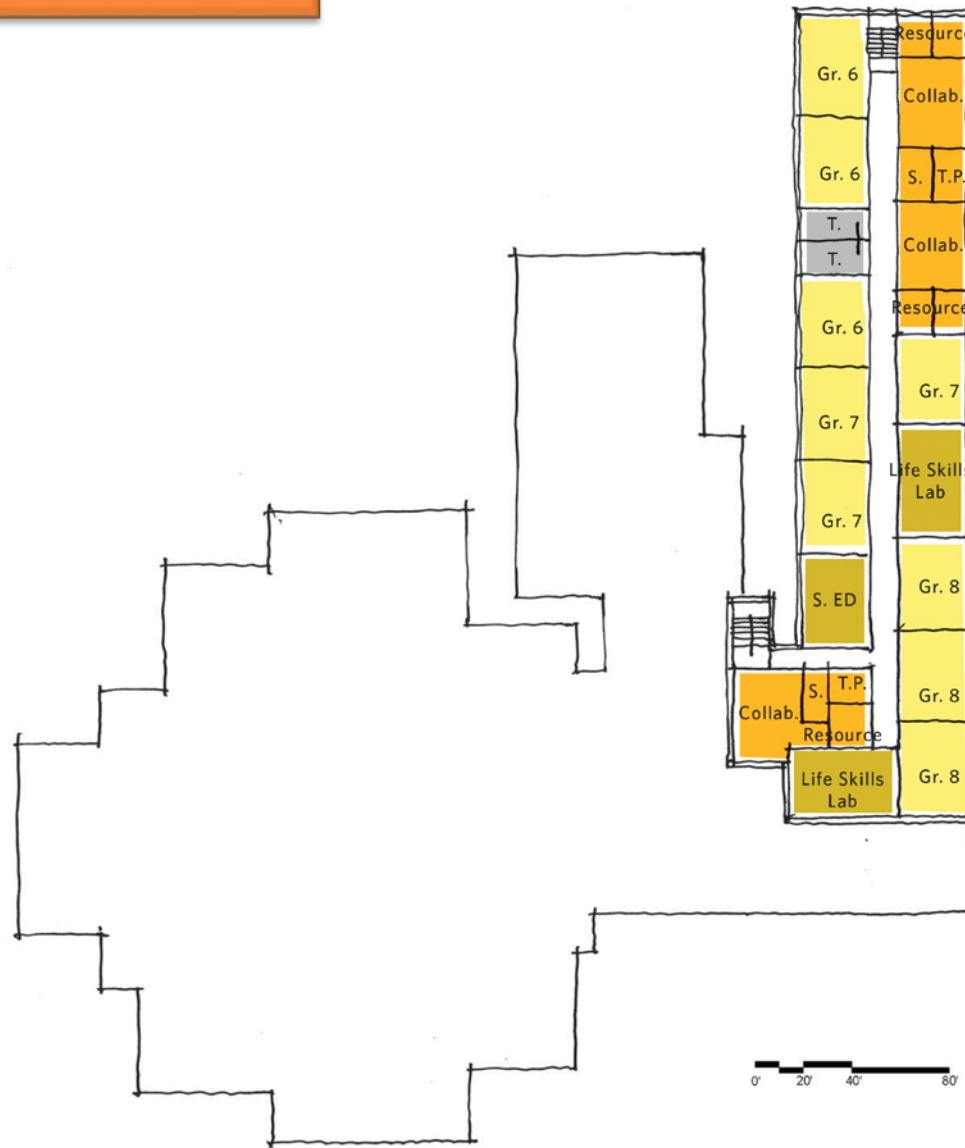 Resource
Gr. 6
Collab.
Gr. 6
S.
T.P.
T.
T.
Collab.
Gr. 6
Resource
Gr. 7
Gr. 7
Life Skills
Lab
Gr. 7
S. ED
Gr. 8
S.
T.P.
Gr. 8
Collab.
Resource
Life Skills
Lab
Gr. 8
0'
20'
40'
80'